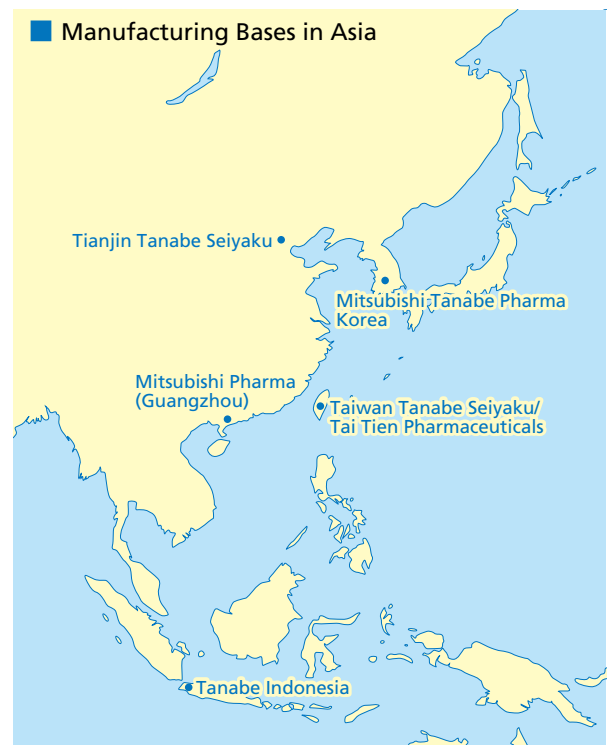 Manufacturing Bases in Asia
Tianjin Tanabe Seiyaku
Mitsubishi Tanabe Pharma
Korea
Mitsubishi Pharma
(Guangzhou)
Taiwan Tanabe Seiyaku/
Tai Tien Pharmaceuticals
Tanabe Indonesia